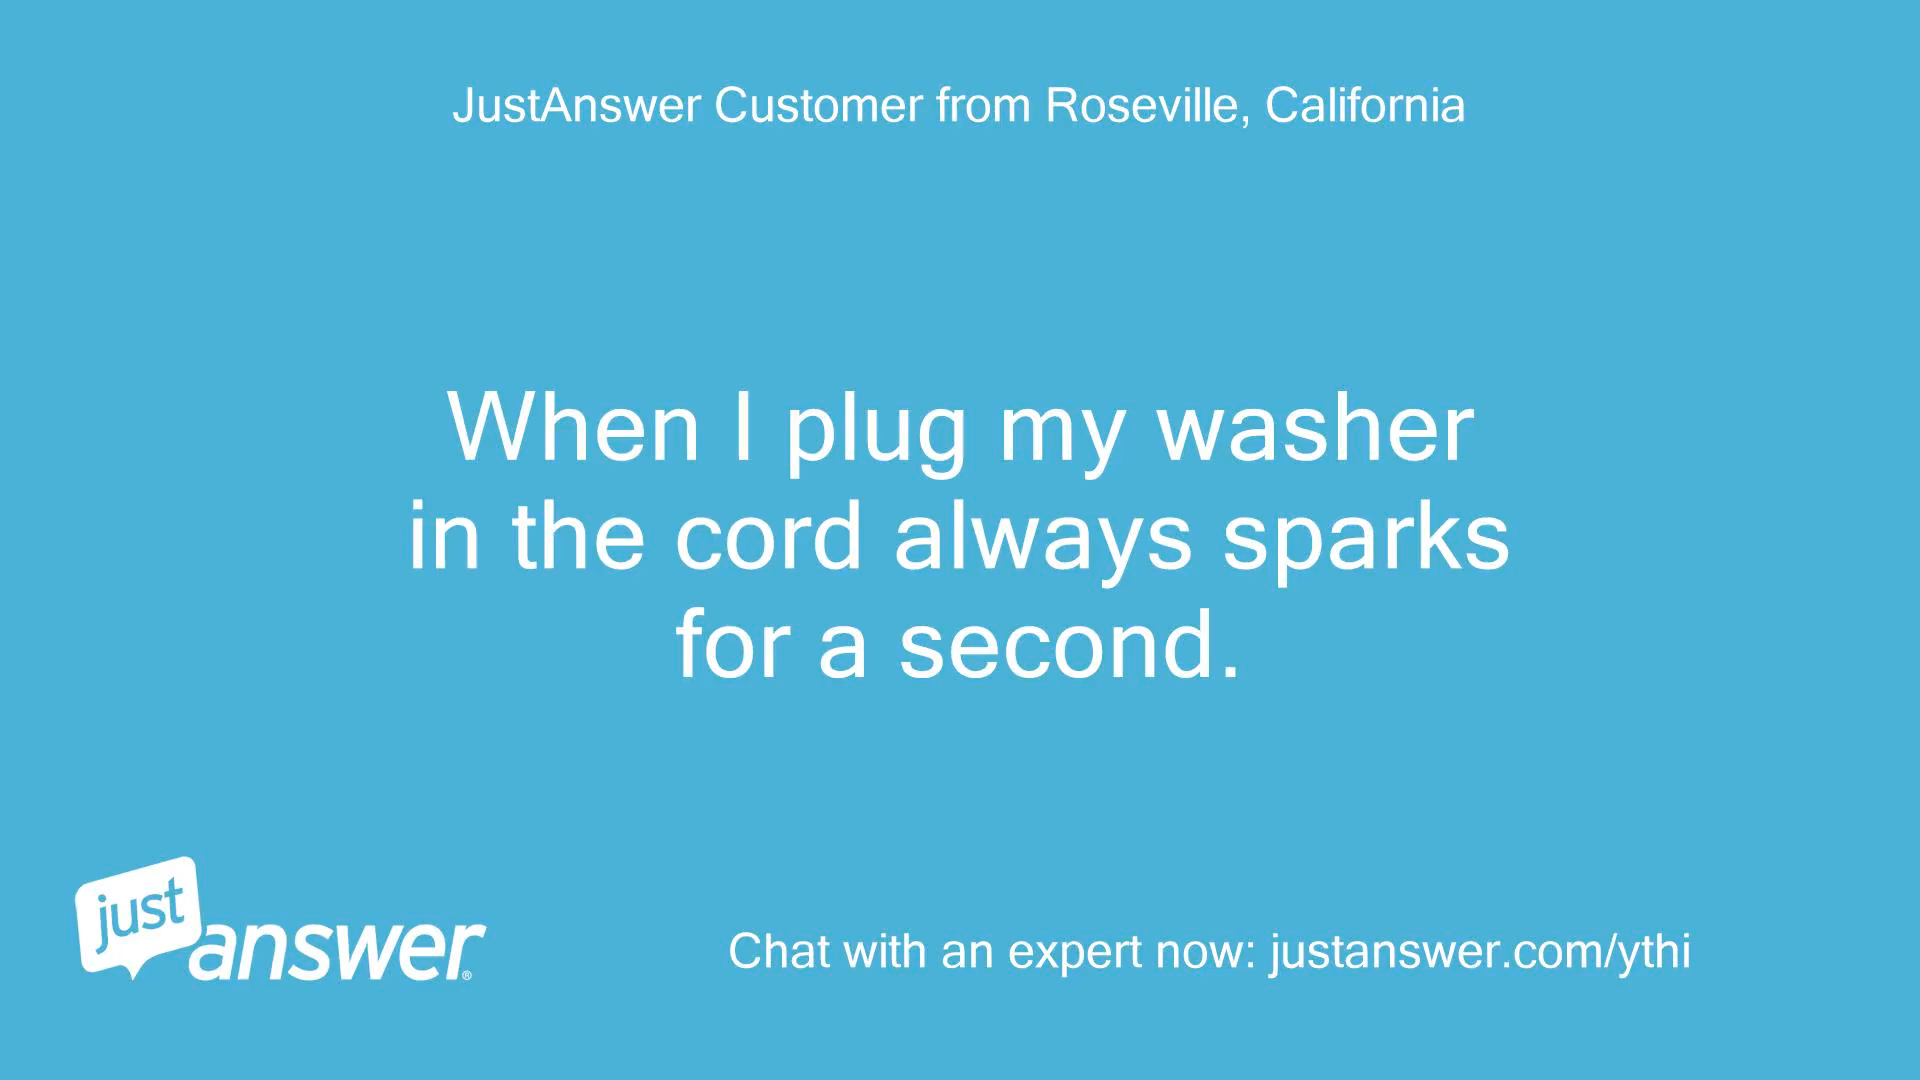 JustAnswer Customer from Roseville, California
When I plug my washer
in the cord always sparks
for a second.
just
answer®
Chat with an expert now: justanswer.com/ythi